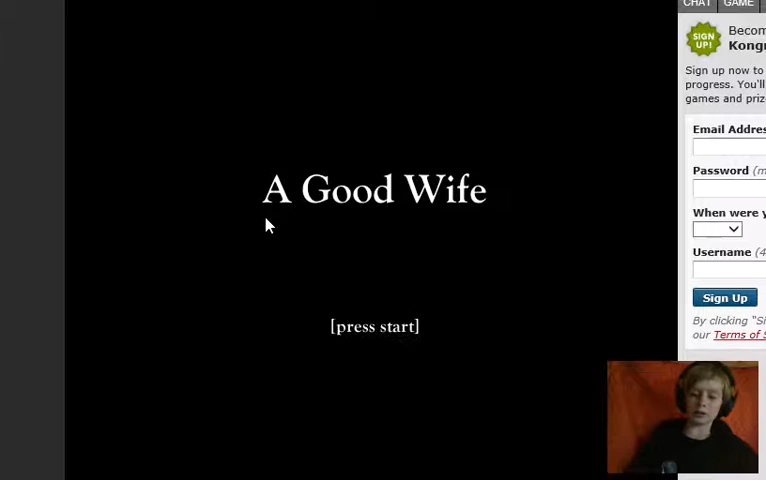 CHAT GAME
SIGN UP!
Becom
Kongr
Sign up now to
progress. You'll
games and priz
A Good Wife
[press start]
Email Addres
Password (m
When were y
Username (4
Sign Up
By clicking "Si
our Terms of S